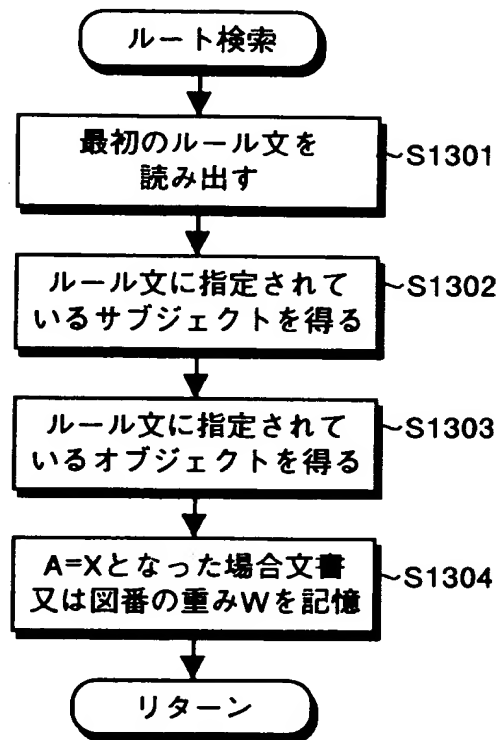 ルート検索
最初のルール文を
読み出す
S1301
ルール文に指定されて
いるサブジェクトを得る
S1302
ルール文に指定されて
いるオブジェクトを得る
S1303
A=Xとなった場合文書
又は図番の重みWを記憶
S1304
リターン